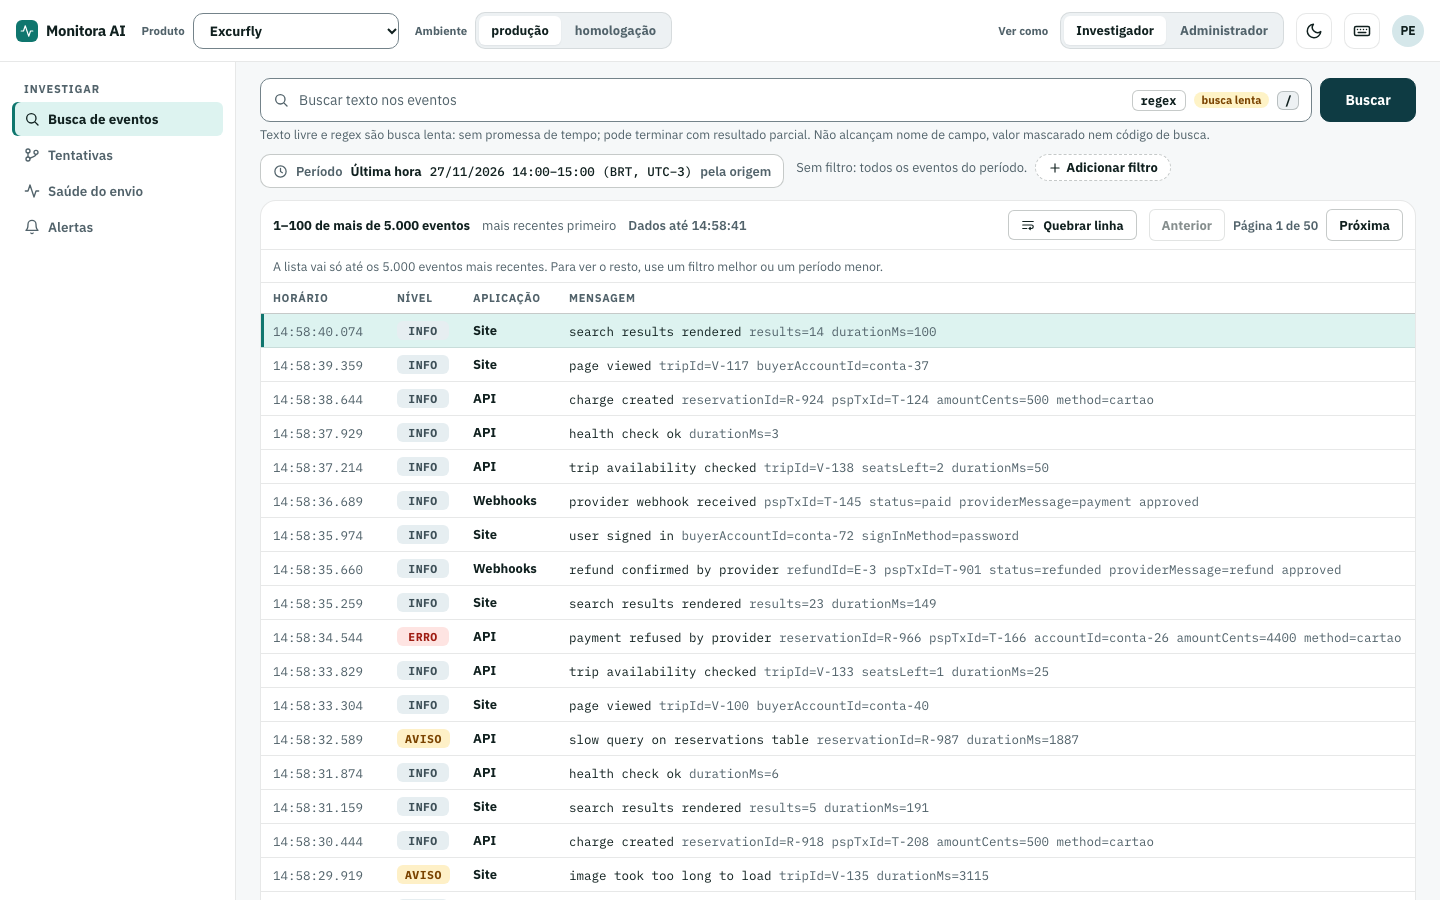 Monitora AI Produto Excurfly Ambiente produção homologação Ver como Investigador Administrador PE
INVESTIGAR
Busca de eventos
Tentativas
Saúde do envio
Alertas
Buscar texto nos eventos regex busca lenta / Buscar
Texto livre e regex são busca lenta: sem promessa de tempo; pode terminar com resultado parcial. Não alcançam nome de campo, valor mascarado nem código de busca.
Período Última hora 27/11/2026 14:00–15:00 (BRT, UTC−3) pela origem Sem filtro: todos os eventos do período. + Adicionar filtro
1–100 de mais de 5.000 eventos mais recentes primeiro Dados até 14:58:41 Quebrar linha Anterior Página 1 de 50 Próxima
A lista vai só até os 5.000 eventos mais recentes. Para ver o resto, use um filtro melhor ou um período menor.
HORÁRIO NÍVEL APLICAÇÃO MENSAGEM
14:58:40.074 INFO Site search results rendered results=14 durationMs=100
14:58:39.359 INFO Site page viewed tripId=V-117 buyerAccountId=conta-37
14:58:38.644 INFO API charge created reservationId=R-924 pspTxId=T-124 amountCents=500 method=cartao
14:58:37.929 INFO API health check ok durationMs=3
14:58:37.214 INFO API trip availability checked tripId=V-138 seatsLeft=2 durationMs=50
14:58:36.689 INFO Webhooks provider webhook received pspTxId=T-145 status=paid providerMessage=payment approved
14:58:35.974 INFO Site user signed in buyerAccountId=conta-72 signInMethod=password
14:58:35.660 INFO Webhooks refund confirmed by provider refundId=E-3 pspTxId=T-901 status=refunded providerMessage=refund approved
14:58:35.259 INFO Site search results rendered results=23 durationMs=149
14:58:34.544 ERRO API payment refused by provider reservationId=R-966 pspTxId=T-166 accountId=conta-26 amountCents=4400 method=cartao
14:58:33.829 INFO API trip availability checked tripId=V-133 seatsLeft=1 durationMs=25
14:58:33.304 INFO Site page viewed tripId=V-100 buyerAccountId=conta-40
14:58:32.589 AVISO API slow query on reservations table reservationId=R-987 durationMs=1887
14:58:31.874 INFO API health check ok durationMs=6
14:58:31.159 INFO Site search results rendered results=5 durationMs=191
14:58:30.444 INFO API charge created reservationId=R-918 pspTxId=T-208 amountCents=500 method=cartao
14:58:29.919 AVISO Site image took too long to load tripId=V-135 durationMs=3115